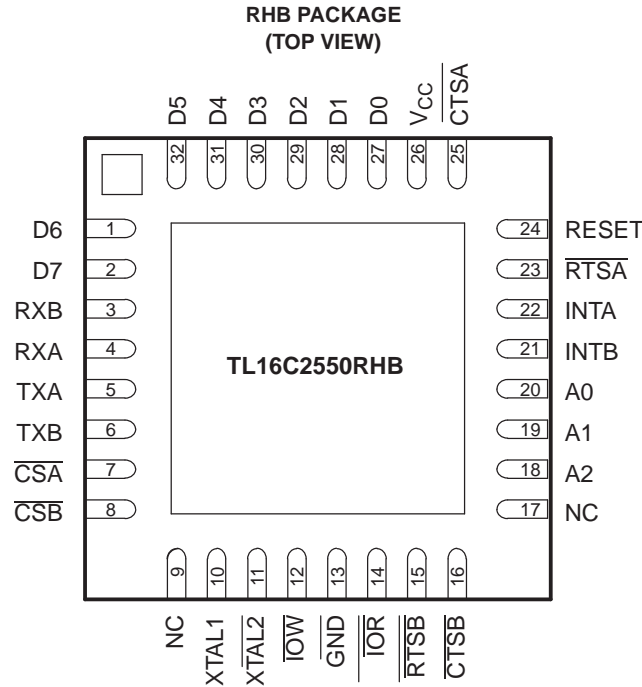 RHB PACKAGE
(TOP VIEW)
D5
D4
D3
D2
D1
D0
VCC
CTSA
32
31
30
29
28
27
26
25
D6 1
D7 2
RXB 3
RXA 4
TXA 5
TXB 6
CSA 7
CSB 8
TL16C2550RHB
24 RESET
23 RTSA
22 INTA
21 INTB
20 A0
19 A1
18 A2
17 NC
9
10
11
12
13
14
15
16
NC
XTAL1
XTAL2
IOW
GND
IOR
RTSB
CTSB